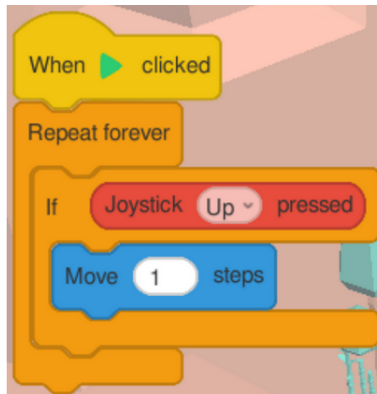 When clicked
Repeat forever
If Joystick Up pressed
Move 1 steps